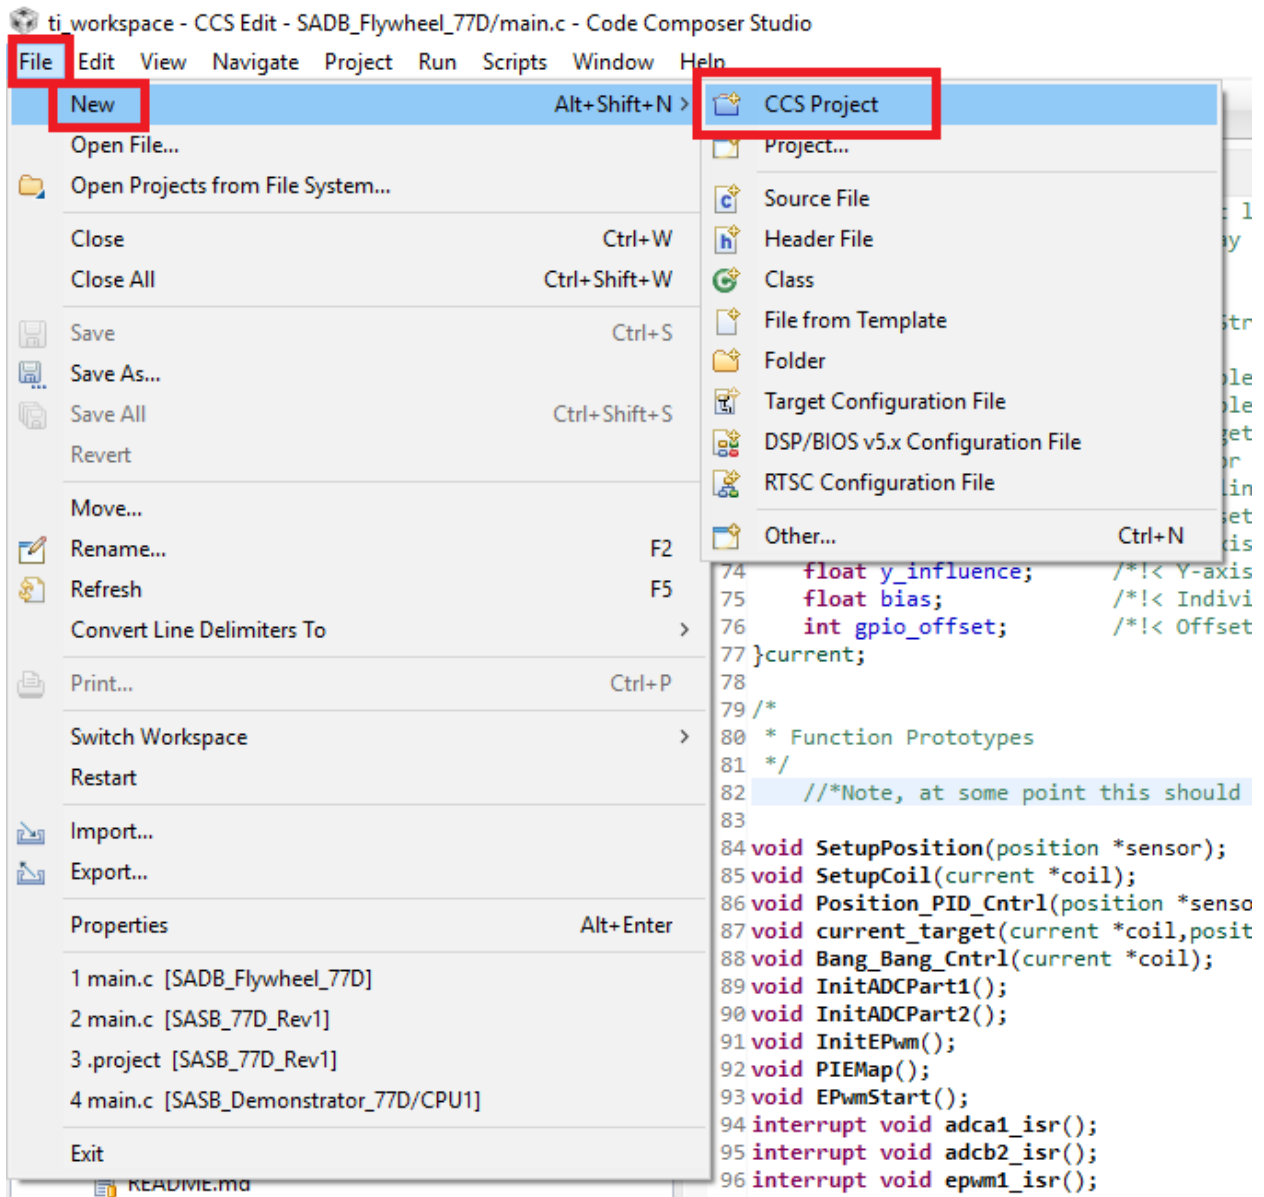 ti_workspace - CCS Edit - SADB_Flywheel_77D/main.c - Code Composer Studio
File Edit View Navigate Project Run Scripts Window Help
New Alt+Shift+N >
Open File...
Open Projects from File System...
Close Ctrl+W
Close All Ctrl+Shift+W
Save Ctrl+S
Save As...
Save All Ctrl+Shift+S
Revert
Move...
Rename... F2
Refresh F5
Convert Line Delimiters To >
Print... Ctrl+P
Switch Workspace >
Restart
Import...
Export...
Properties Alt+Enter
1 main.c [SADB_Flywheel_77D]
2 main.c [SASB_77D_Rev1]
3 .project [SASB_77D_Rev1]
4 main.c [SASB_Demonstrator_77D/CPU1]
Exit
README.md
CCS Project
Project...
Source File
Header File
Class
File from Template
Folder
Target Configuration File
DSP/BIOS v5.x Configuration File
RTSC Configuration File
Other... Ctrl+N
74 float y_influence; /*!< Y-axis
75 float bias; /*!< Indivi
76 int gpio_offset; /*!< Offset
77 }current;
78
79 /*
80 * Function Prototypes
81 */
82 //*Note, at some point this should
83
84 void SetupPosition(position *sensor);
85 void SetupCoil(current *coil);
86 void Position_PID_Cntrl(position *senso
87 void current_target(current *coil,posit
88 void Bang_Bang_Cntrl(current *coil);
89 void InitADCPart1();
90 void InitADCPart2();
91 void InitEPwm();
92 void PIEMap();
93 void EPwmStart();
94 interrupt void adca1_isr();
95 interrupt void adcb2_isr();
96 interrupt void epwm1_isr();